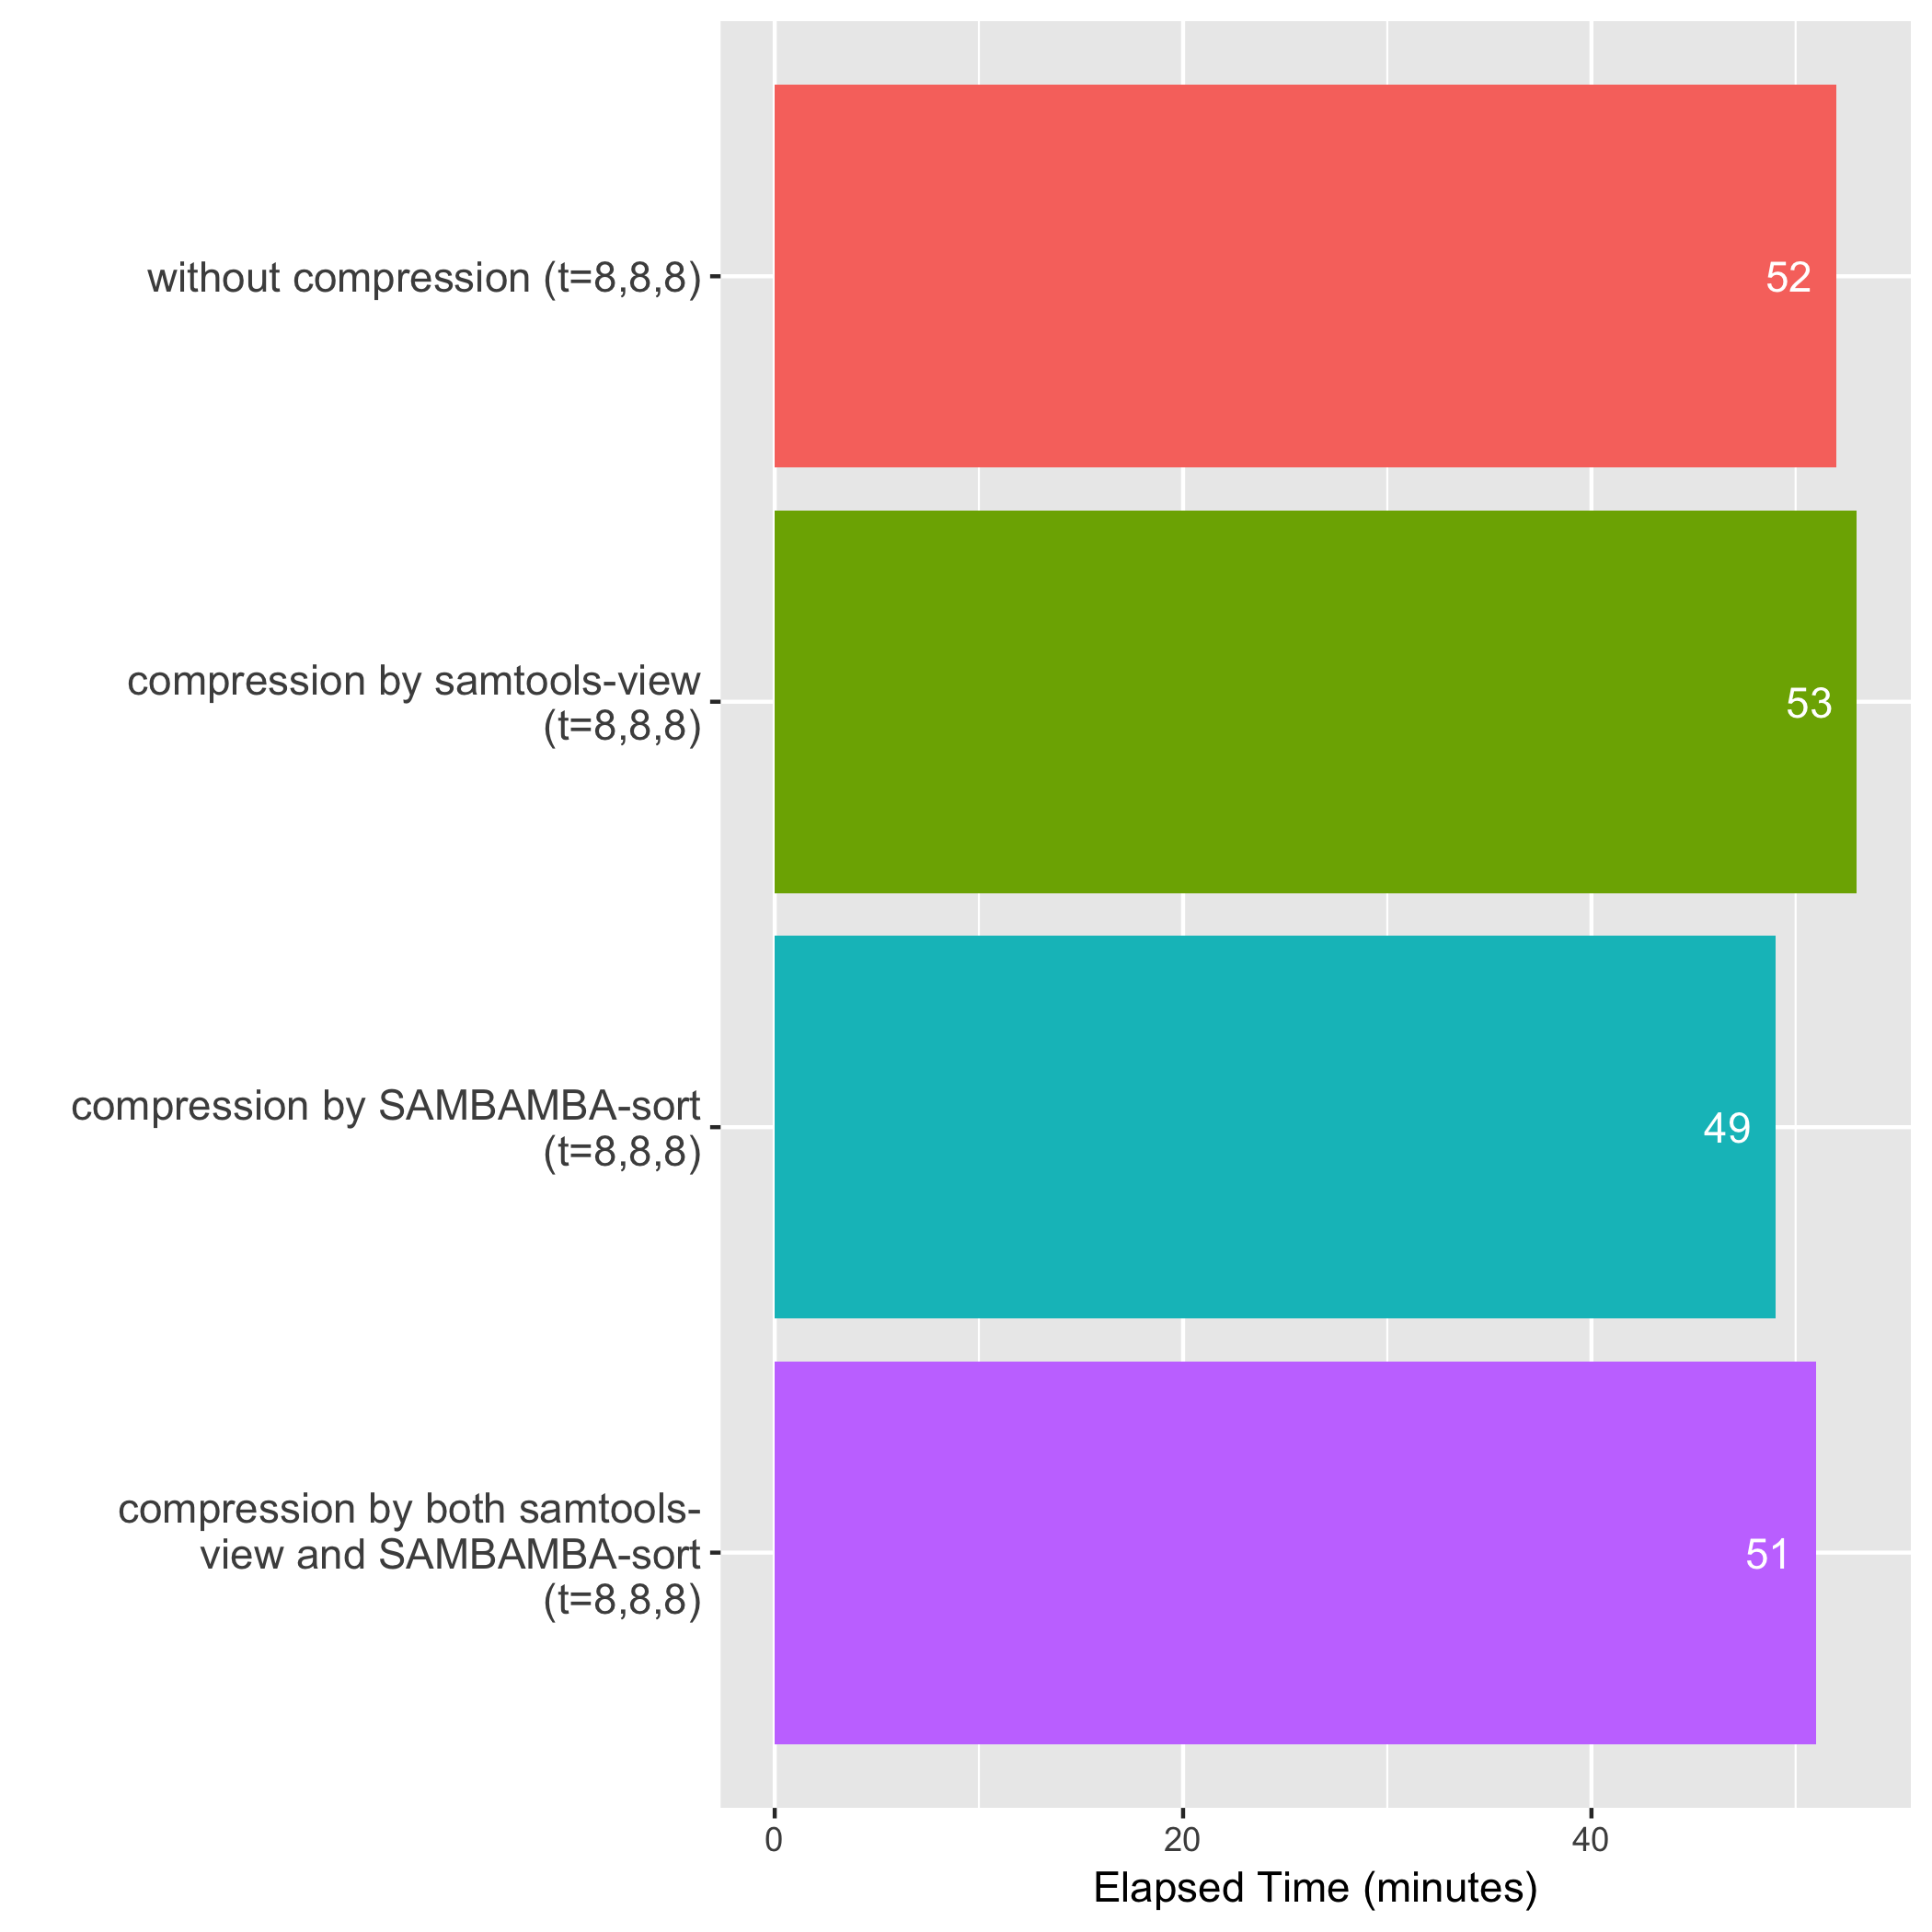 without compression (t=8,8,8)
52
compression by samtools-view
(t=8,8,8)
53
compression by SAMBAMBA-sort
(t=8,8,8)
49
compression by both samtools-
view and SAMBAMBA-sort
(t=8,8,8)
51
0 20 40
Elapsed Time (minutes)